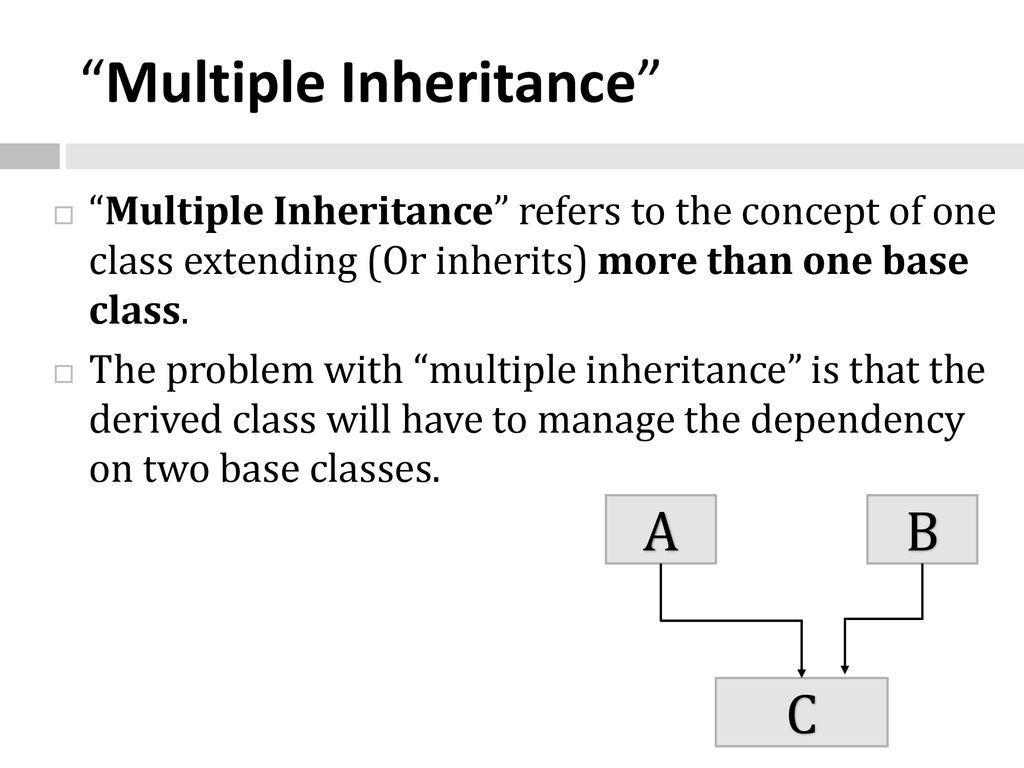 “Multiple Inheritance”
“Multiple Inheritance” refers to the concept of one
class extending (Or inherits) more than one base
class.
The problem with “multiple inheritance” is that the
derived class will have to manage the dependency
on two base classes.
A
B
C